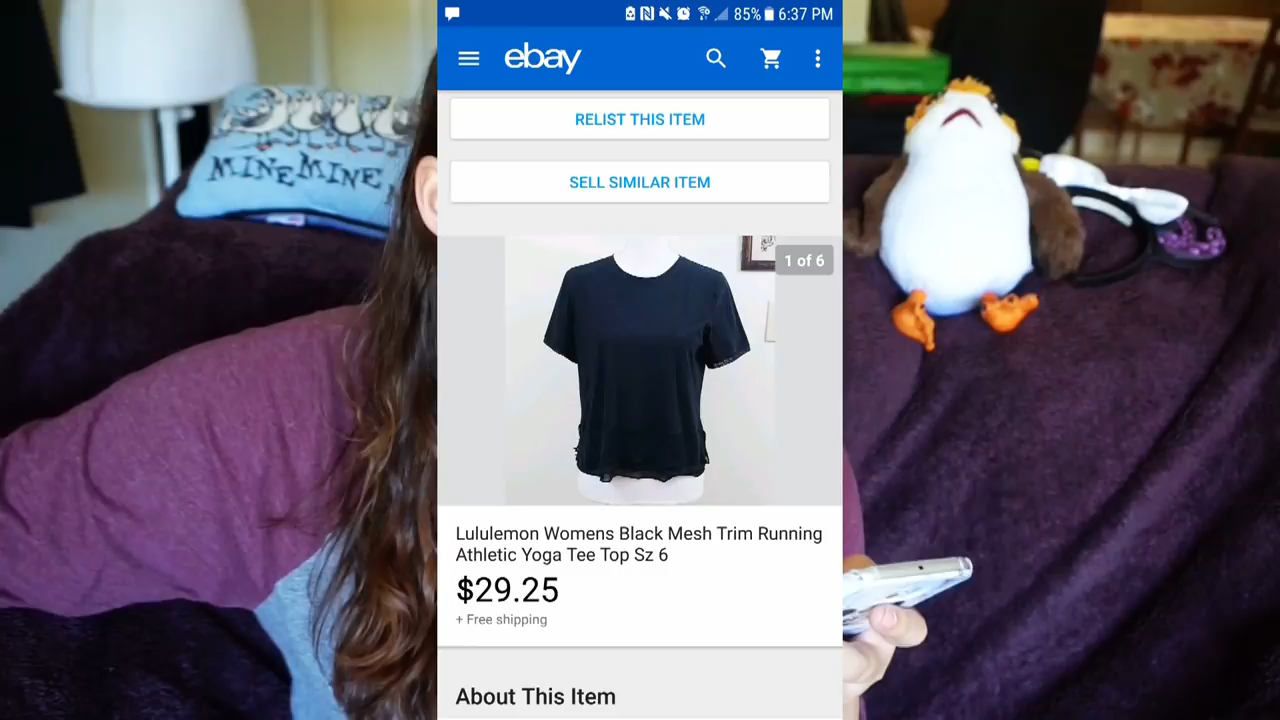 85% 6:37 PM
ebay
RELIST THIS ITEM
SELL SIMILAR ITEM
MINE MINE
1 of 6
Lululemon Womens Black Mesh Trim Running
Athletic Yoga Tee Top Sz 6
$29.25
+ Free shipping
About This Item